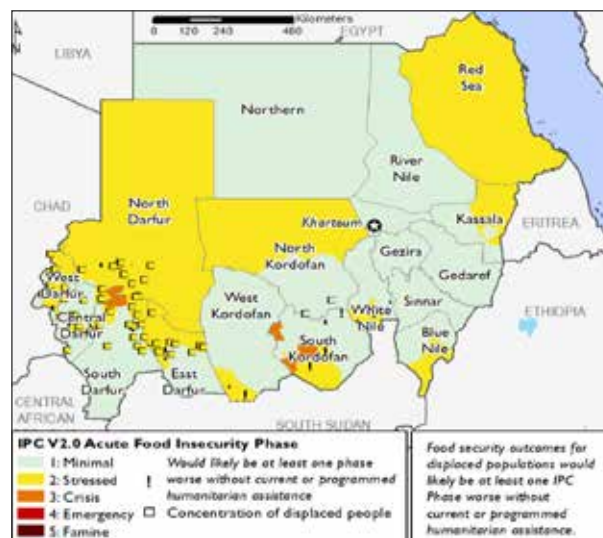 Kilometers
0 120 240 480
EGYPT
LIBYA
Red
Sea
Northern
River
Nile
CHAD
North
Darfur
Khartoum
Kassala
ERITREA
North
Kordofan
Gezira
West
Darfur
Gedaref
West
Kordofan
Central
Darfur
White
Nile
Sinnar
ETHIOPIA
South
Kordofan
Blue
Nile
South
Darfur
East
Darfur
CENTRAL
AFRICAN
SOUTH SUDAN
IPC V2.0 Acute Food Insecurity Phase
1: Minimal
2: Stressed
3: Crisis
4: Emergency
5: Famine
! Would likely be at least one phase
worse without current or programmed
humanitarian assistance
Concentration of displaced people
Food security outcomes for
displaced populations would
likely be at least one IPC
Phase worse without
current or programmed
humanitarian assistance.